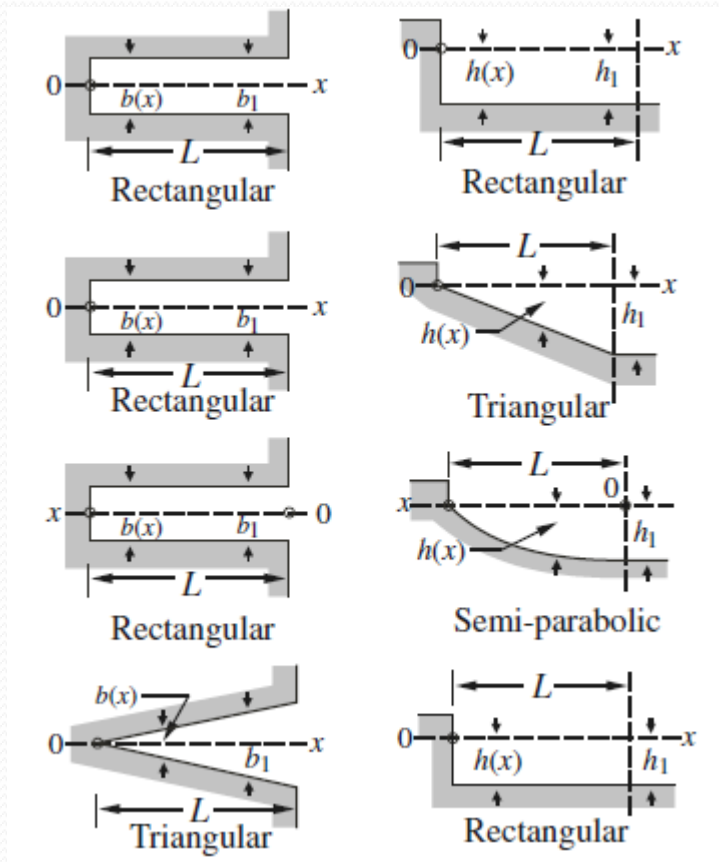 0 b(x) b1 x
L
Rectangular
0 h(x) h1 x
L
Rectangular
0 b(x) b1 x
L
Rectangular
L
0 x
h(x) h1
Triangular
x b(x) b1 0
L
Rectangular
L
x 0
h(x) h1
Semi-parabolic
b(x)
0 b1 x
L
Triangular
L
0 h(x) h1 x
Rectangular